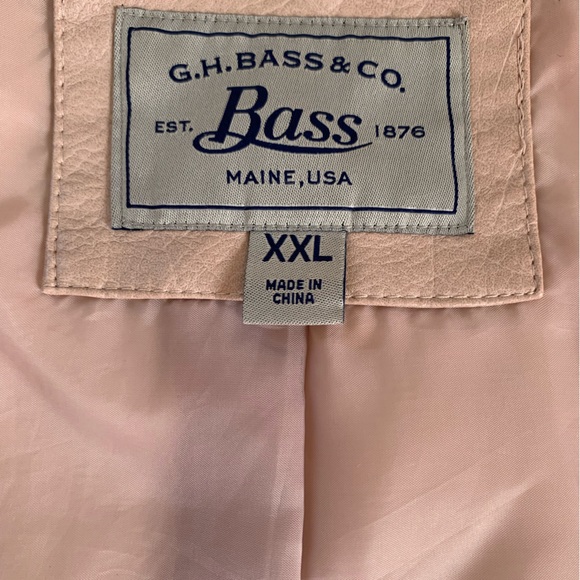 G.H.BASS & CO.
EST. Bass 1876
MAINE, USA
XXL
MADE IN
CHINA